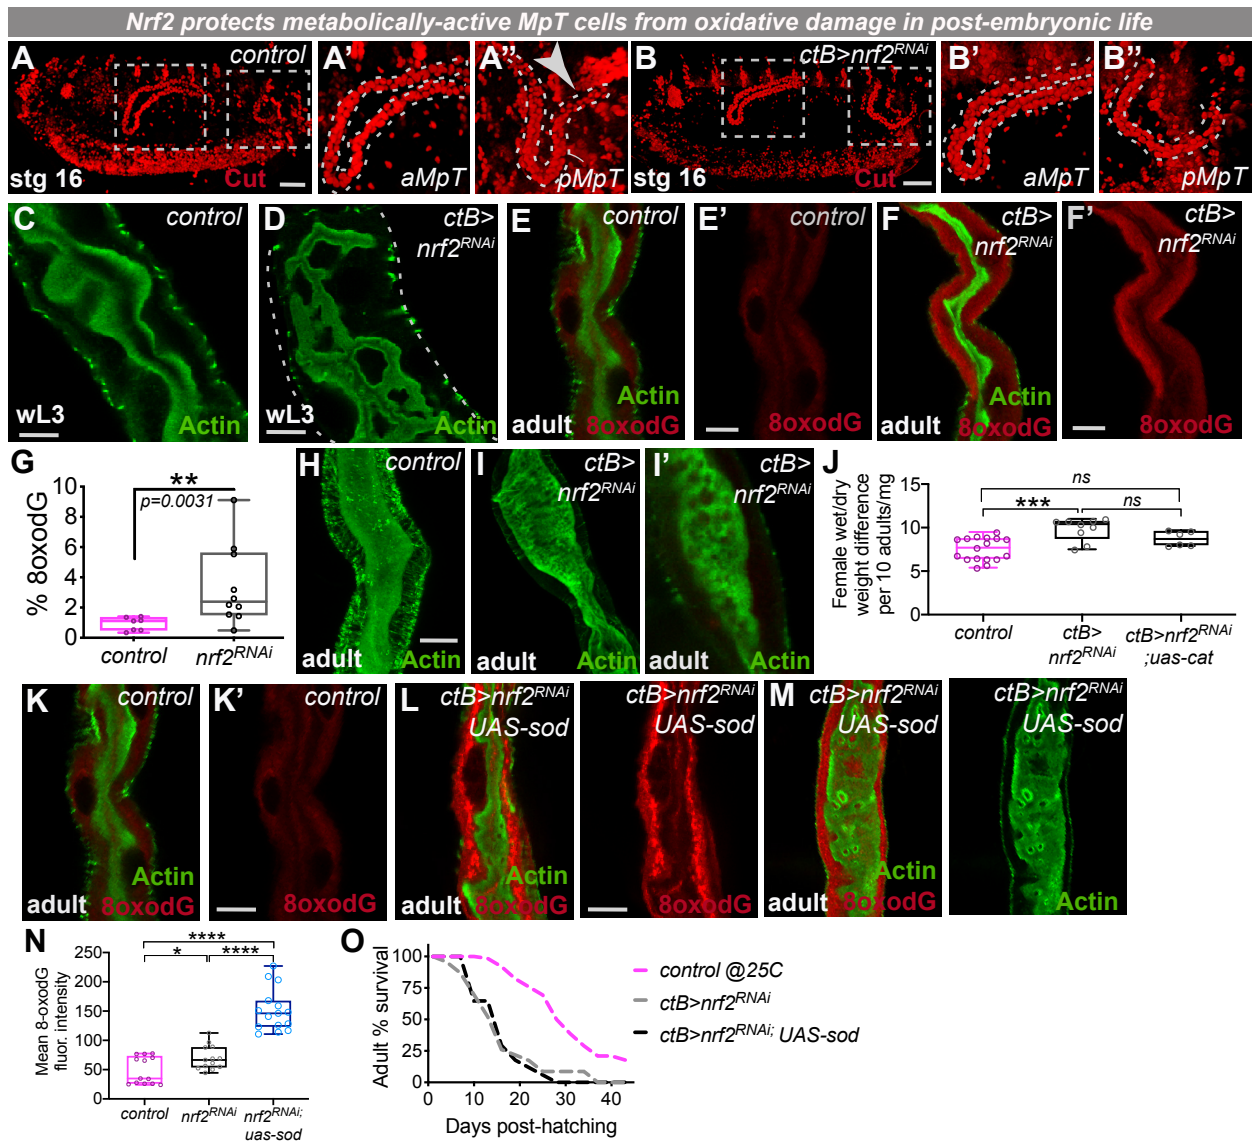 Nrf2 protects metabolically-active MpT cells from oxidative damage in post-embryonic life
A
control
stg 16
Cut
A'
aMpT
A"
pMpT
B
ctB>nrf2RNAi
stg 16
Cut
B'
aMpT
B"
pMpT
C
control
wL3
Actin
D
ctB>
nrf2RNAi
wL3
Actin
E
control
adult
Actin
8oxodG
E'
control
F
ctB>
nrf2RNAi
adult
Actin
8oxodG
F'
ctB>
nrf2RNAi
G
**
p=0.0031
% 8oxodG
10
8
6
4
2
0
control
nrf2RNAi
H
control
adult
Actin
I
ctB>
nrf2RNAi
adult
Actin
I'
ctB>
nrf2RNAi
adult
Actin
J
Female wet/dry
weight difference
per 10 adults/mg
15
10
5
0
ns
***
ns
control
ctB>
nrf2RNAi
ctB>nrf2RNAi
;uas-cat
K
control
adult
Actin
8oxodG
K'
control
8oxodG
L
ctB>nrf2RNAi
UAS-sod
adult
Actin
8oxodG
ctB>nrf2RNAi
UAS-sod
8oxodG
M
ctB>nrf2RNAi
UAS-sod
adult
Actin
8oxodG
ctB>nrf2RNAi
UAS-sod
Actin
N
Mean 8-oxodG
fluor. intensity
250
200
150
100
50
0
****
*
****
control
nrf2RNAi
nrf2RNAi;
uas-sod
O
Adult % survival
100
75
50
25
0
0
10
20
30
40
Days post-hatching
control @25C
ctB>nrf2RNAi
ctB>nrf2RNAi; UAS-sod